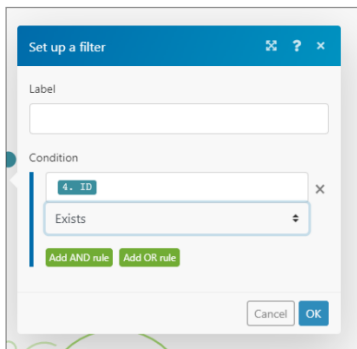 Set up a filter
Label
Condition
4. ID
Exists
Add AND rule Add OR rule
Cancel OK